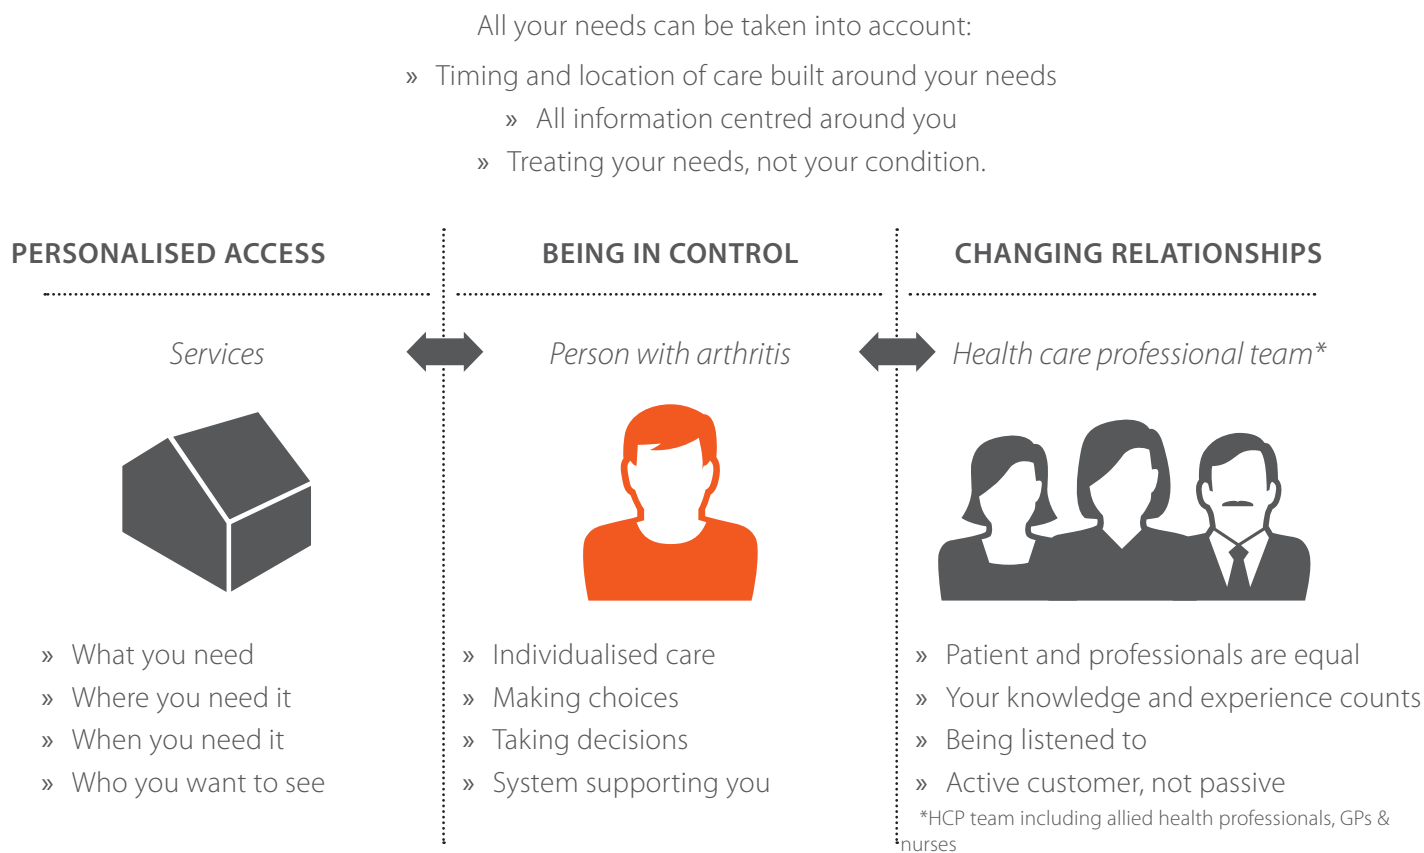 All your needs can be taken into account:
» Timing and location of care built around your needs
» All information centred around you
» Treating your needs, not your condition.
PERSONALISED ACCESS
Services
» What you need
» Where you need it
» When you need it
» Who you want to see
BEING IN CONTROL
Person with arthritis
» Individualised care
» Making choices
» Taking decisions
» System supporting you
CHANGING RELATIONSHIPS
Health care professional team*
» Patient and professionals are equal
» Your knowledge and experience counts
» Being listened to
» Active customer, not passive
*HCP team including allied health professionals, GPs &
nurses